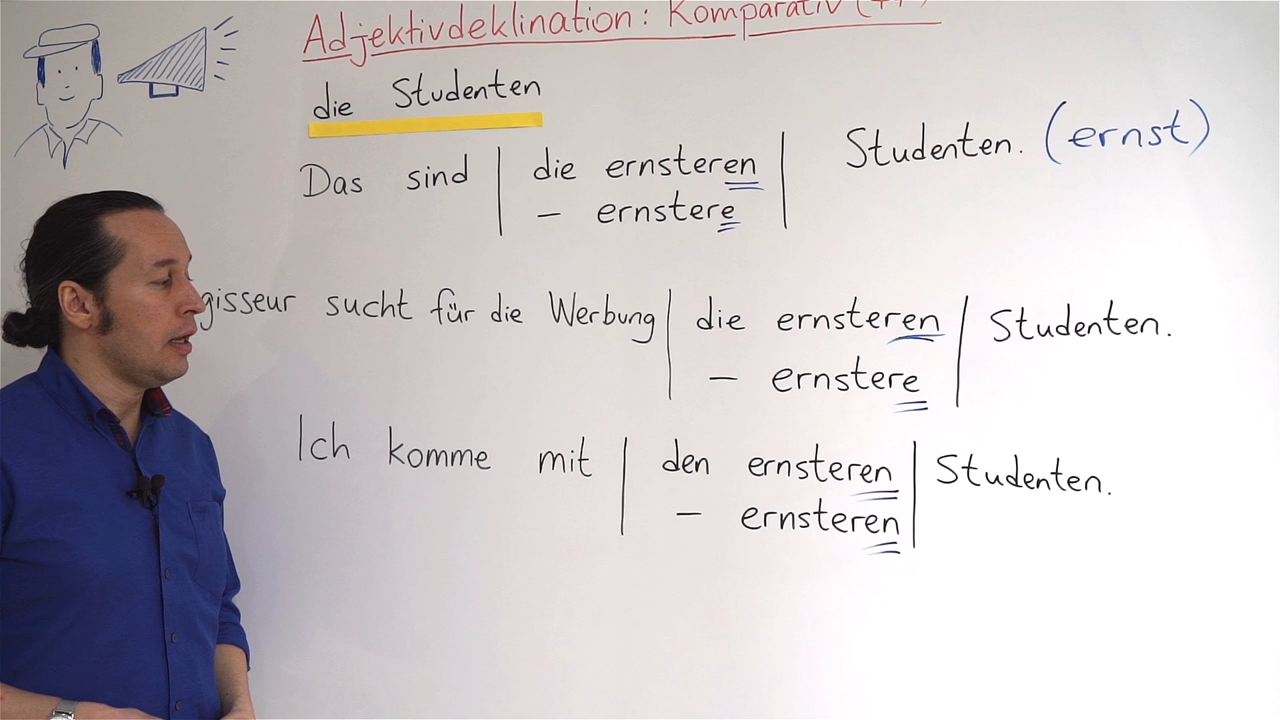 Adjektivdeklination: Komparativ (++)
die Studenten
Das sind | die ernsteren | Studenten. (ernst)
– ernstere
gisseur sucht für die Werbung | die ernsteren | Studenten.
– ernstere
Ich komme mit | den ernsteren | Studenten.
– ernsteren